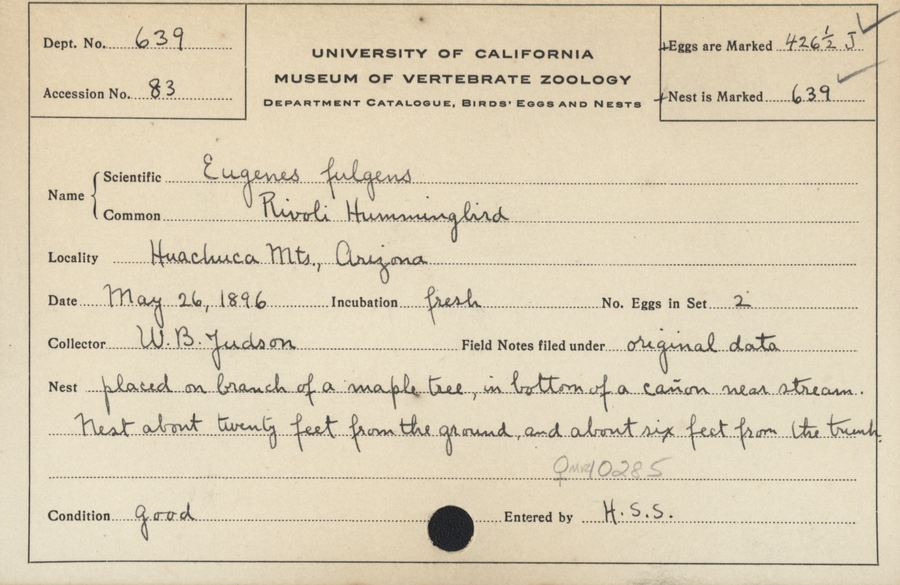 Dept. No. 639
Accession No. 83
UNIVERSITY OF CALIFORNIA
MUSEUM OF VERTEBRATE ZOOLOGY
DEPARTMENT CATALOGUE, BIRDS' EGGS AND NESTS
Eggs are Marked 426½ J
Nest is Marked 639
Name
Scientific Eugenes fulgens
Common Rivoli Hummingbird
Locality Huachuca Mts., Arizona
Date May 26, 1896 Incubation fresh No. Eggs in Set 2
Collector W. B. Judson Field Notes filed under original data
Nest placed on branch of a maple tree, in bottom of a cañon near stream.
Nest about twenty feet from the ground, and about six feet from the trunk.
♀ 10285
Condition good Entered by H.S.S.